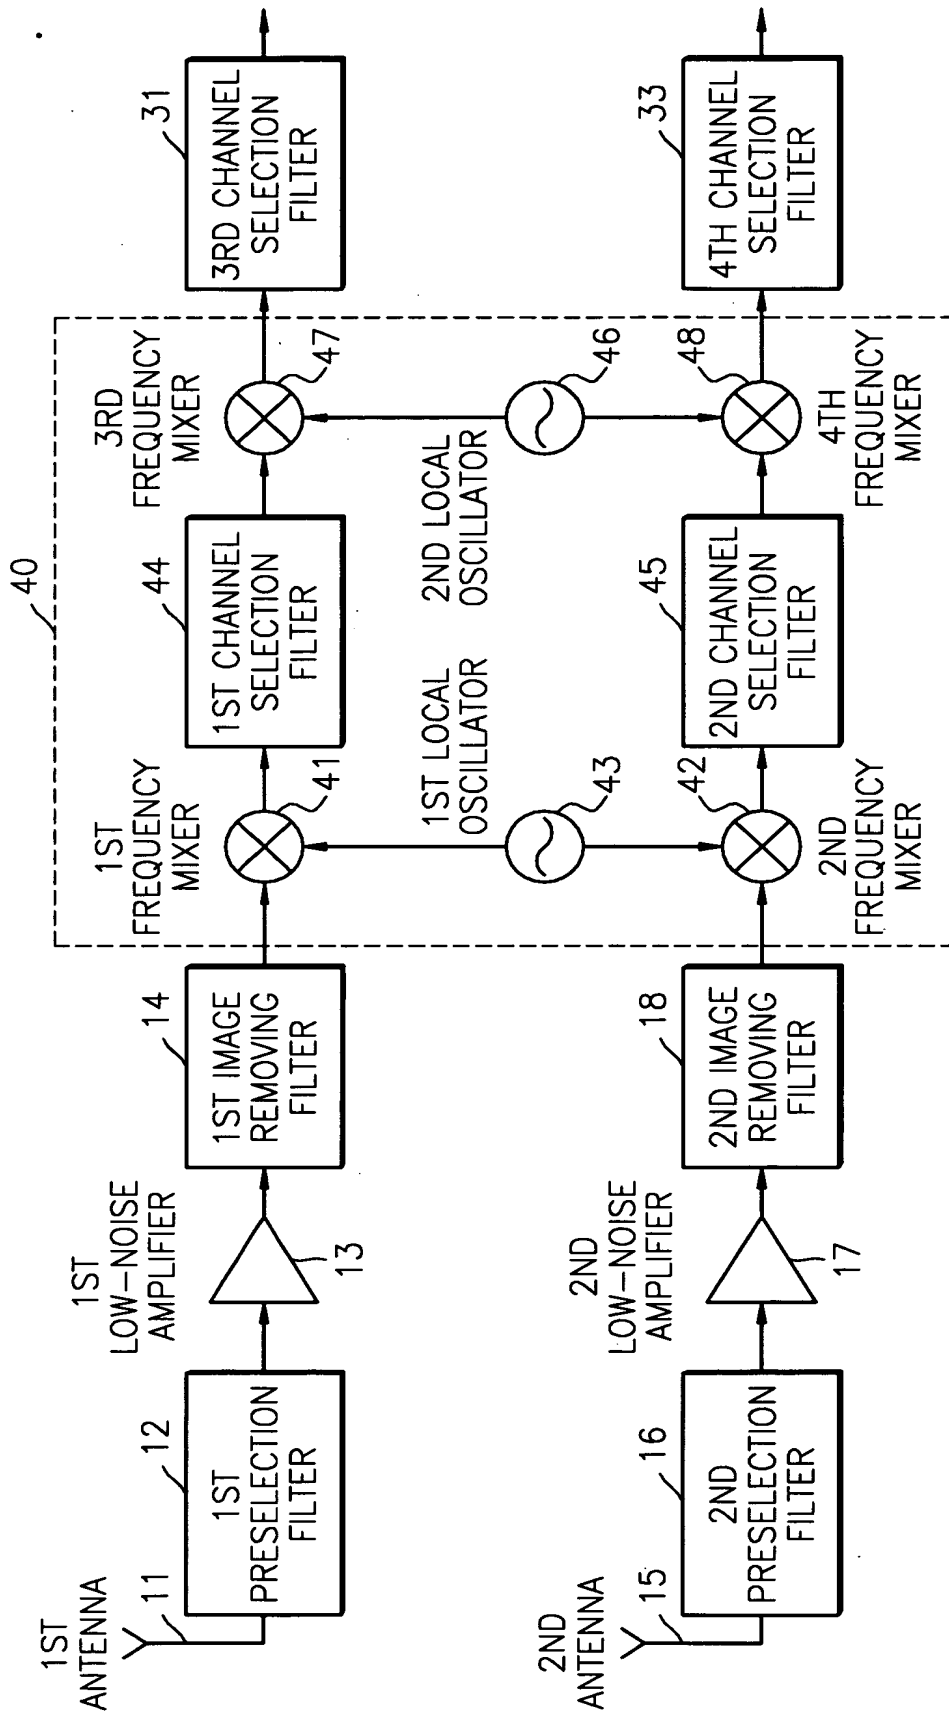 40
1ST
ANTENNA
11
12
1ST
PRESELECTION
FILTER
1ST
LOW-NOISE
AMPLIFIER
13
14
1ST IMAGE
REMOVING
FILTER
1ST
FREQUENCY
MIXER
41
44
1ST CHANNEL
SELECTION
FILTER
3RD
FREQUENCY
MIXER
47
31
3RD CHANNEL
SELECTION
FILTER
1ST LOCAL
OSCILLATOR
43
2ND LOCAL
OSCILLATOR
46
2ND
ANTENNA
15
16
2ND
PRESELECTION
FILTER
2ND
LOW-NOISE
AMPLIFIER
17
18
2ND IMAGE
REMOVING
FILTER
42
2ND
FREQUENCY
MIXER
45
2ND CHANNEL
SELECTION
FILTER
48
4TH
FREQUENCY
MIXER
33
4TH CHANNEL
SELECTION
FILTER